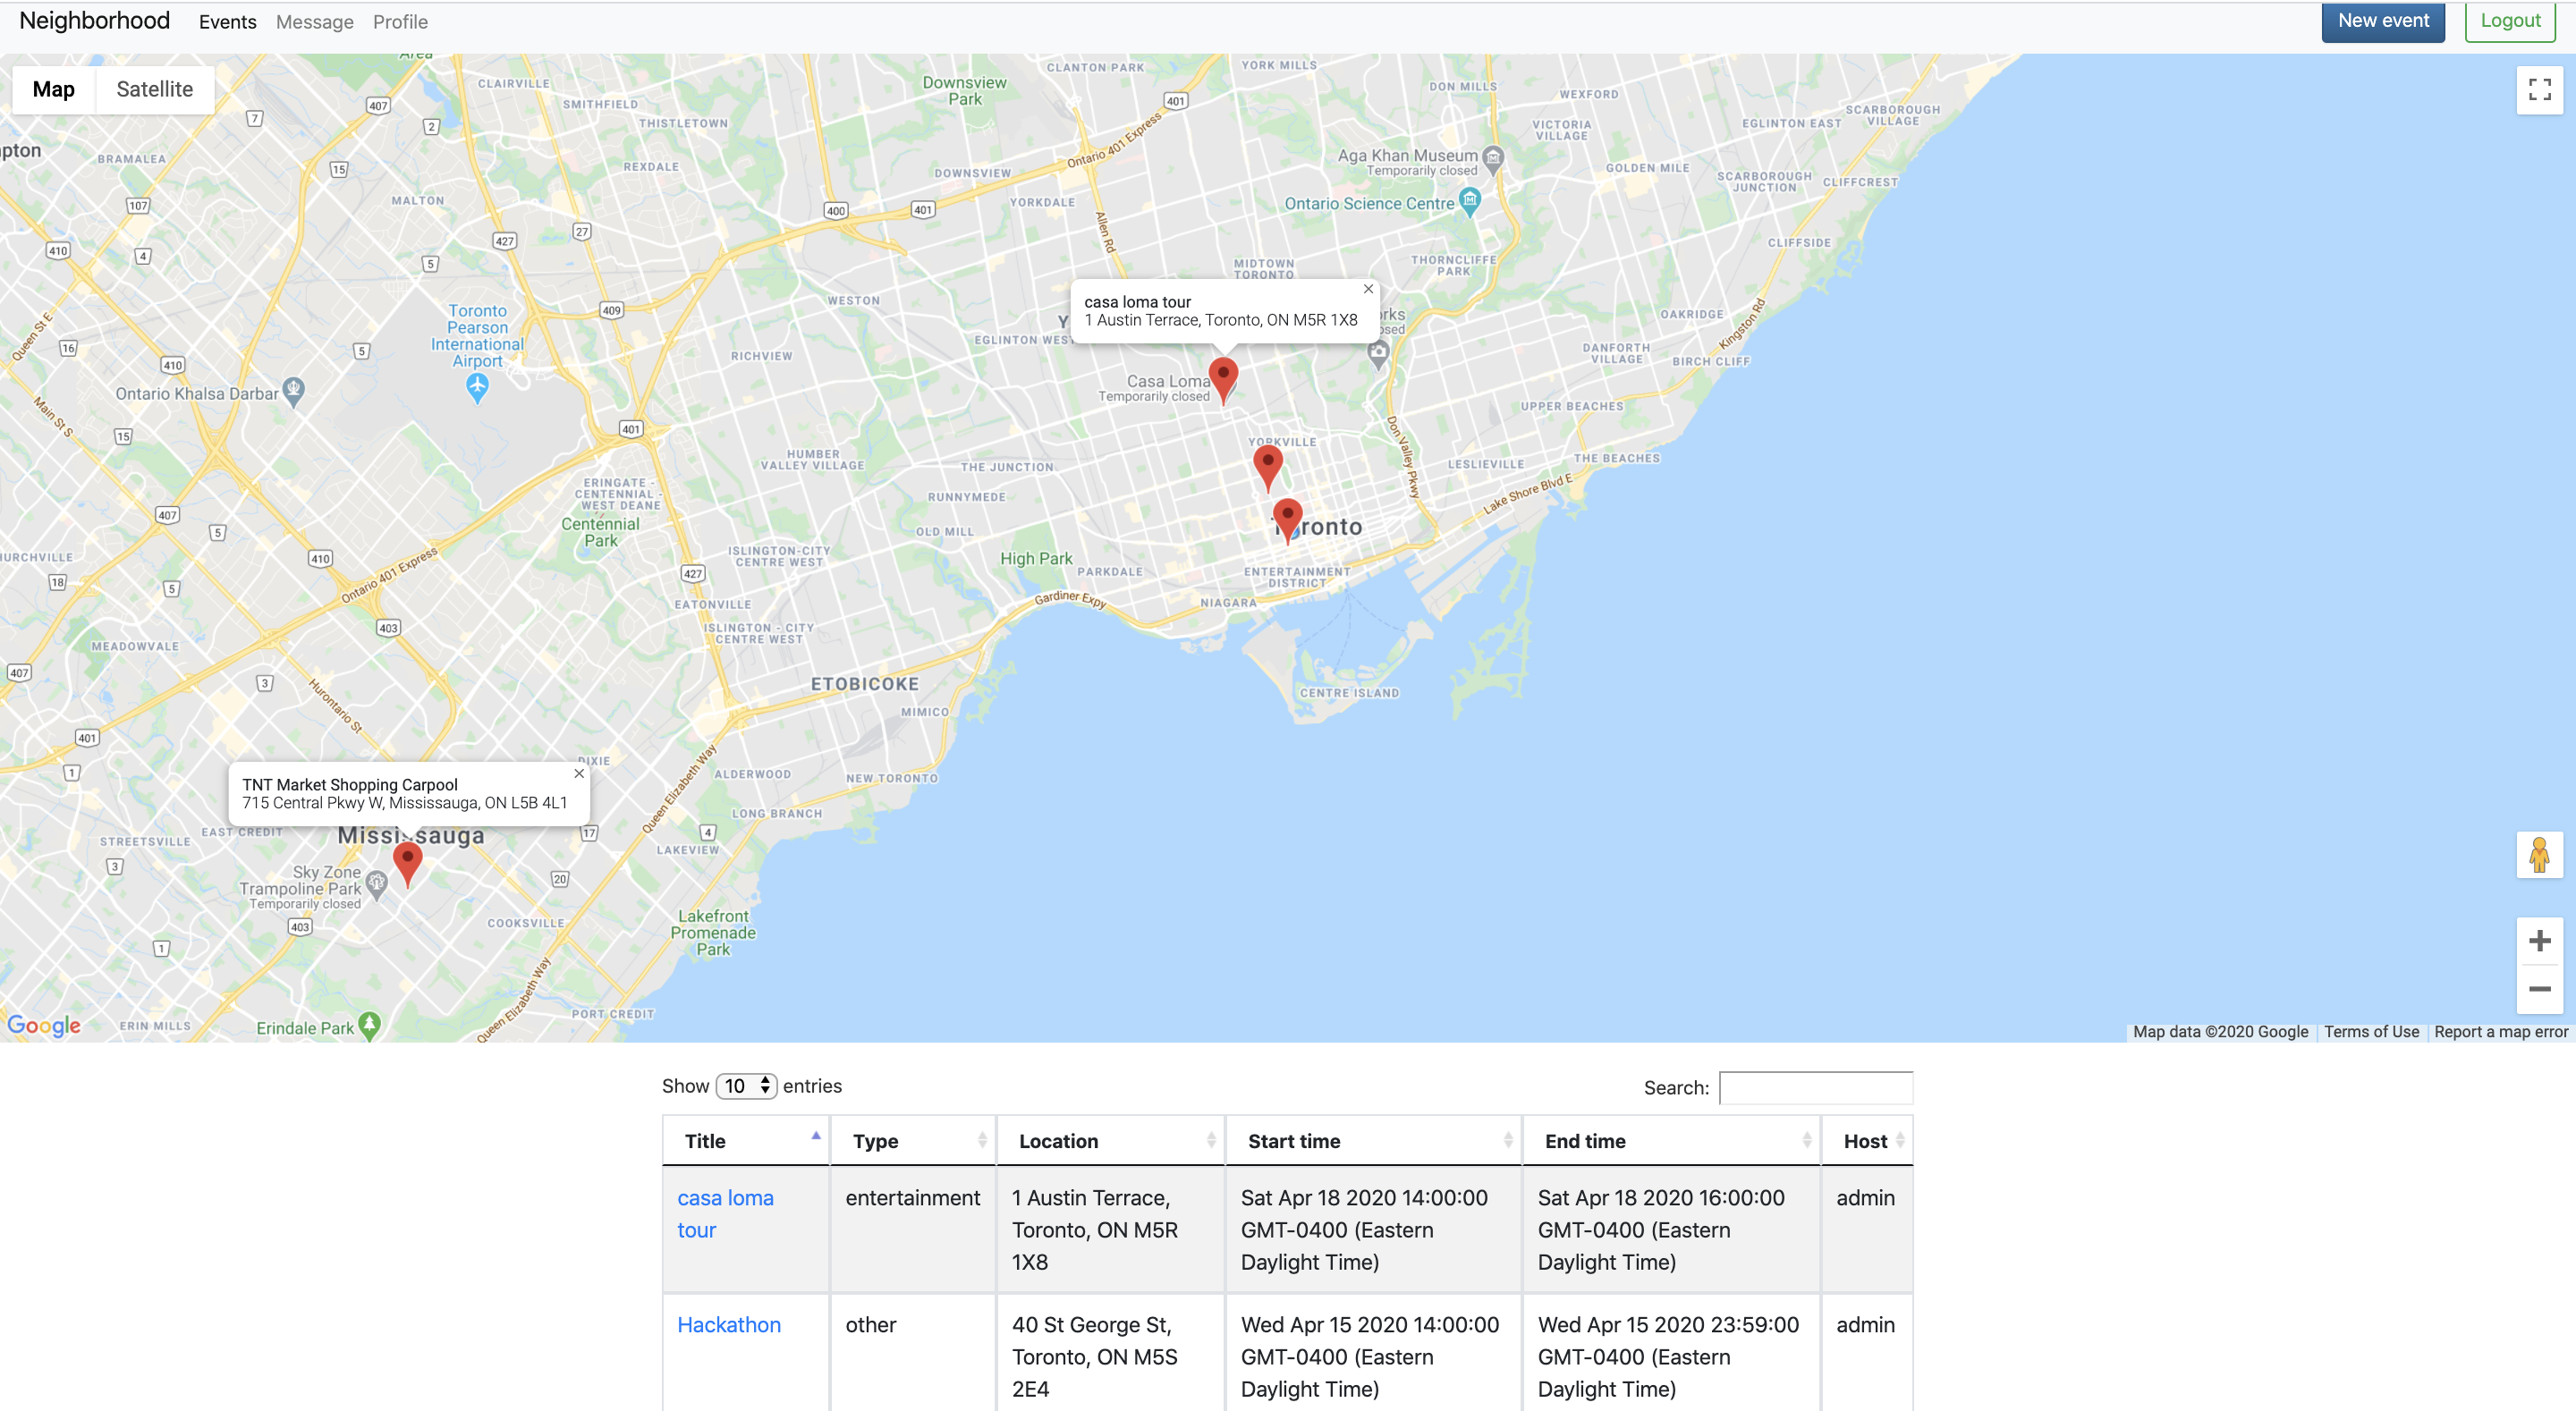 Neighborhood Events Message Profile New event Logout
Map Satellite
Area
CLAIRVILLE
SMITHFIELD
THISTLETOWN
REXDALE
BRAMALEA
MALTON
Downsview
Park
CLANTON PARK
YORK MILLS
DON MILLS
WEXFORD
VICTORIA
VILLAGE
EGLINTON EAST
SCARBOROUGH
VILLAGE
GOLDEN MILE
SCARBOROUGH
JUNCTION
CLIFFCREST
CLIFFSIDE
Ontario 401 Express
DOWNSVIEW
YORKDALE
Allen Rd
Aga Khan Museum
Temporarily closed
Ontario Science Centre
MIDTOWN
TORONTO
THORNCLIFFE
PARK
OAKRIDGE
Kingston Rd
DANFORTH
VILLAGE
BIRCH CLIFF
UPPER BEACHES
THE BEACHES
LESLIEVILLE
Lake Shore Blvd E
Don Valley Pkwy
casa loma tour
1 Austin Terrace, Toronto, ON M5R 1X8
Casa Loma
Temporarily closed
WESTON
EGLINTON WEST
RICHVIEW
Toronto
Pearson
International
Airport
Ontario Khalsa Darbar
Queen St E
Main St S
HUMBER
VALLEY VILLAGE
THE JUNCTION
RUNNYMEDE
OLD MILL
YORKVILLE
ERINGATE -
CENTENNIAL -
WEST DEANE
Centennial
Park
ISLINGTON-CITY
CENTRE WEST
High Park
PARKDALE
ENTERTAINMENT
DISTRICT
NIAGARA
Gardiner Expy
EATONVILLE
ISLINGTON - CITY
CENTRE WEST
Ontario 401 Express
MEADOWVALE
Hurontario St
ETOBICOKE
MIMICO
CENTRE ISLAND
DIXIE
ALDERWOOD
NEW TORONTO
LONG BRANCH
Queen Elizabeth Way
LAKEVIEW
TNT Market Shopping Carpool
715 Central Pkwy W, Mississauga, ON L5B 4L1
STREETSVILLE
EAST CREDIT
Mississauga
Sky Zone
Trampoline Park
Temporarily closed
COOKSVILLE
Lakefront
Promenade
Park
Queen Elizabeth Way
PORT CREDIT
Google
ERIN MILLS
Erindale Park
Map data ©2020 Google Terms of Use Report a map error
Show 10 entries Search:
Title Type Location Start time End time Host
casa loma tour entertainment 1 Austin Terrace, Toronto, ON M5R 1X8 Sat Apr 18 2020 14:00:00 GMT-0400 (Eastern Daylight Time) Sat Apr 18 2020 16:00:00 GMT-0400 (Eastern Daylight Time) admin
Hackathon other 40 St George St, Toronto, ON M5S 2E4 Wed Apr 15 2020 14:00:00 GMT-0400 (Eastern Daylight Time) Wed Apr 15 2020 23:59:00 GMT-0400 (Eastern Daylight Time) admin